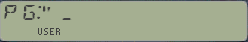 PG:" _
USER